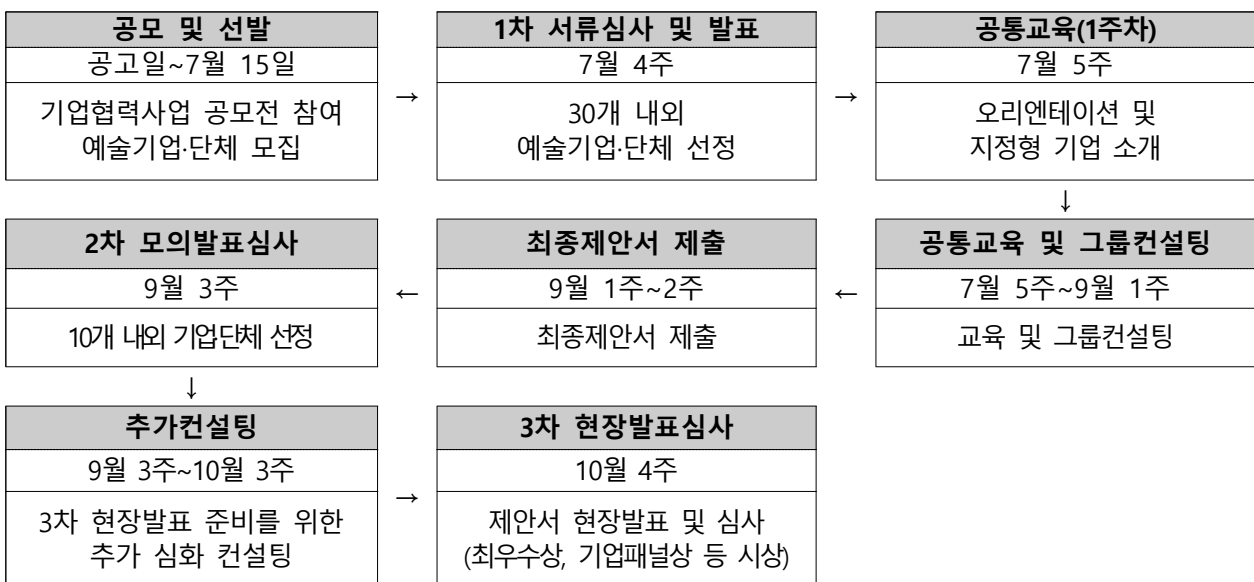 공모 및 선발
공고일~7월 15일
기업협력사업 공모전 참여
예술기업·단체 모집
→
1차 서류심사 및 발표
7월 4주
30개 내외
예술기업·단체 선정
→
공통교육(1주차)
7월 5주
오리엔테이션 및
지정형 기업 소개
↓
공통교육 및 그룹컨설팅
7월 5주~9월 1주
교육 및 그룹컨설팅
←
최종제안서 제출
9월 1주~2주
최종제안서 제출
←
2차 모의발표심사
9월 3주
10개 내외 기업·단체 선정
↓
추가컨설팅
9월 3주~10월 3주
3차 현장발표 준비를 위한
추가 심화 컨설팅
→
3차 현장발표심사
10월 4주
제안서 현장발표 및 심사
(최우수상, 기업패널상 등 시상)